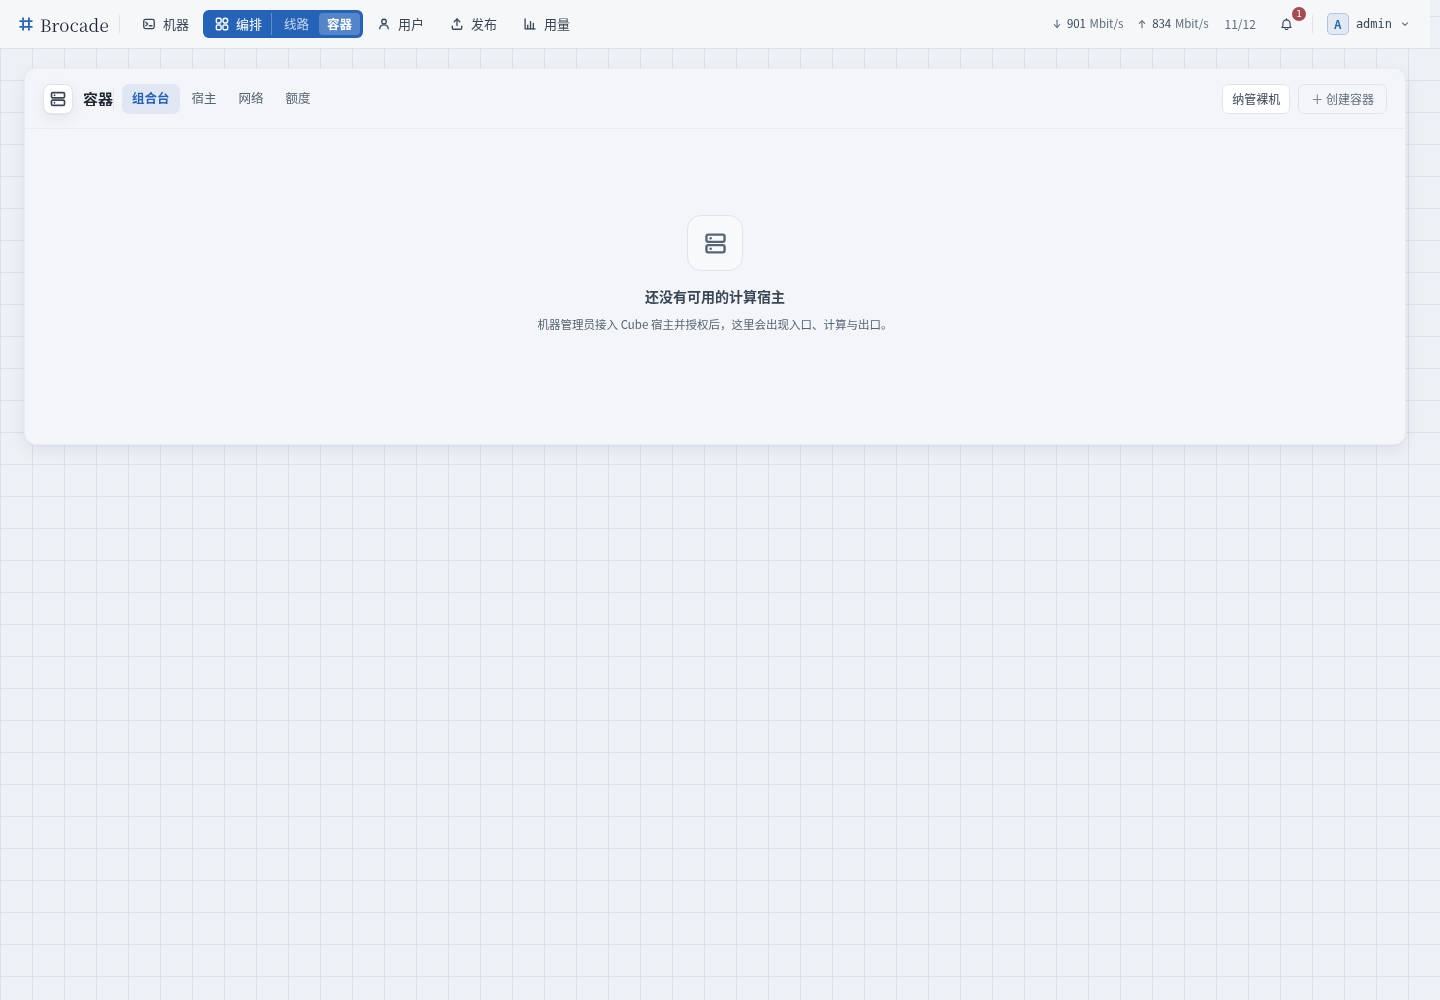 Brocade 机器 编排 线路 容器 用户 发布 用量 ↓ 901 Mbit/s ↑ 834 Mbit/s 11/12 1 A admin
容器 组合台 宿主 网络 额度 纳管裸机 + 创建容器
还没有可用的计算宿主
机器管理员接入 Cube 宿主并授权后，这里会出现入口、计算与出口。